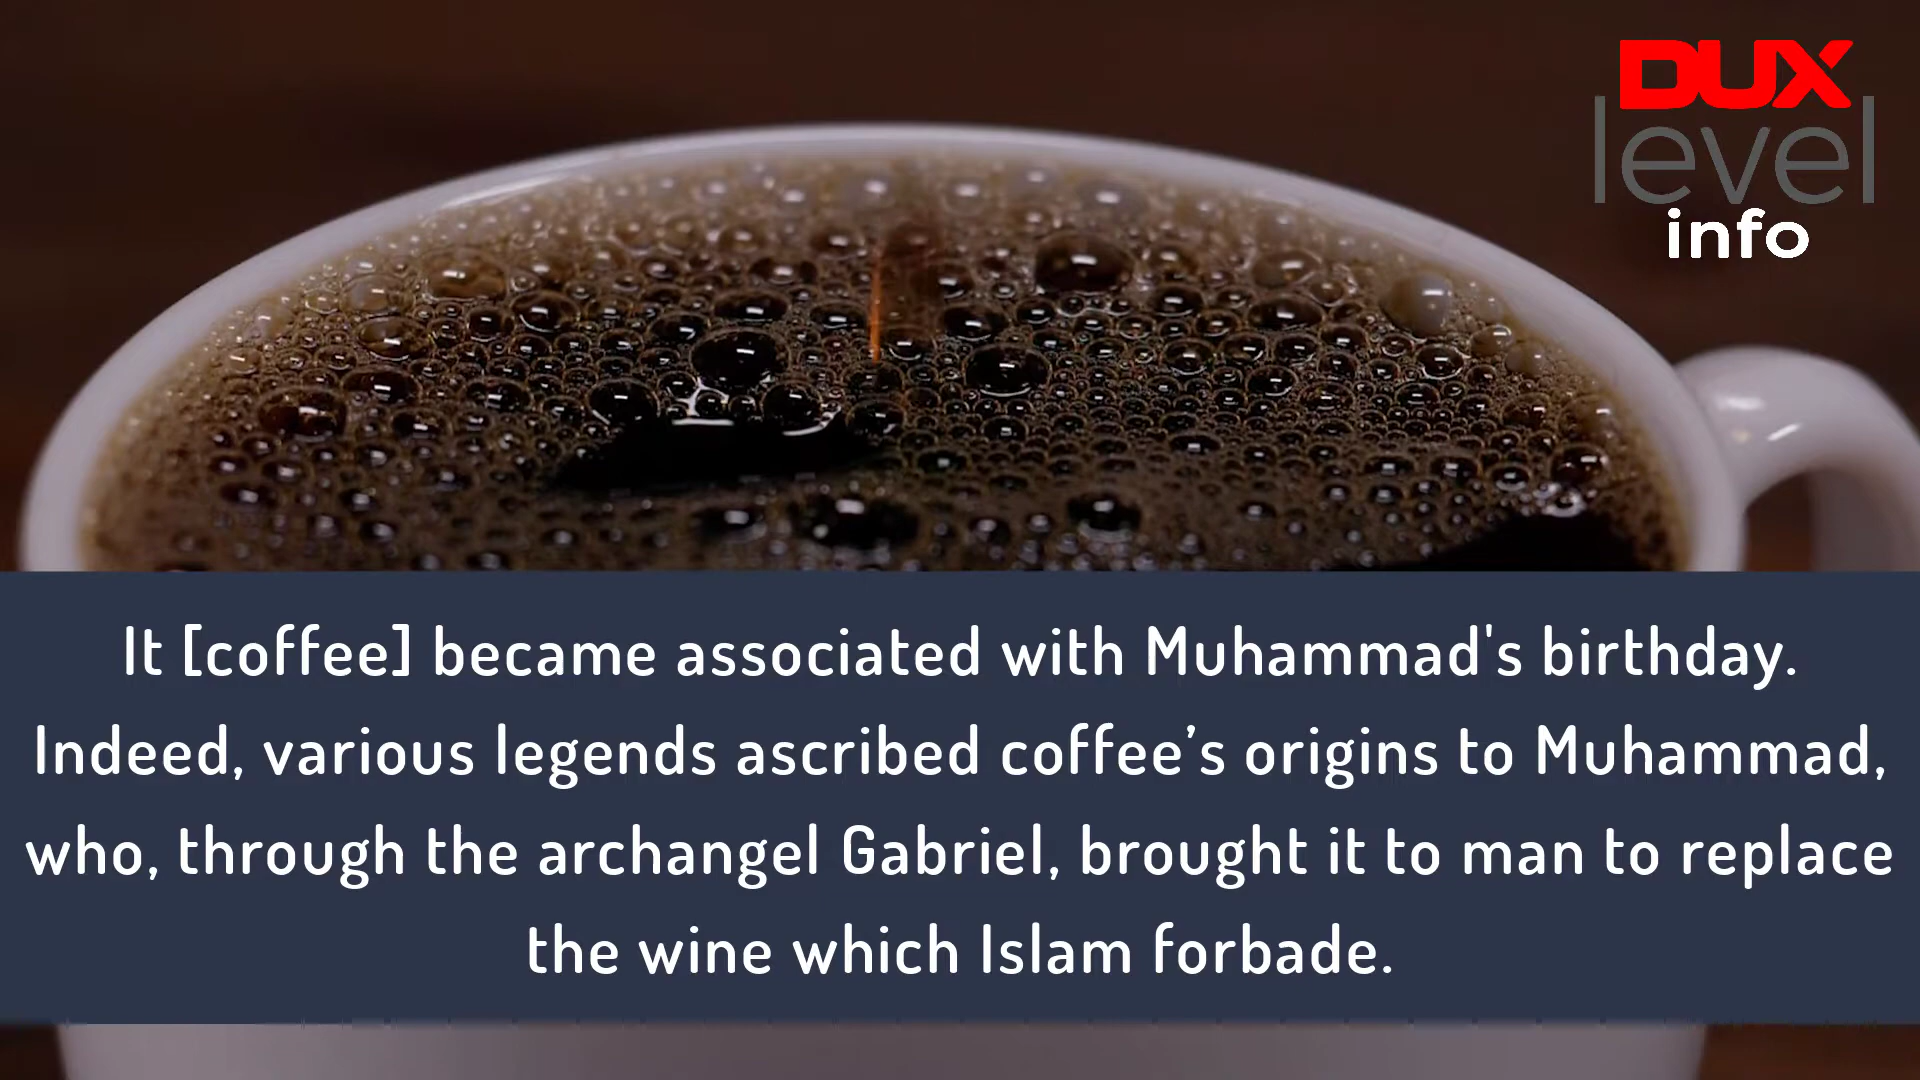 DUX
level
info
It [coffee] became associated with Muhammad's birthday.
Indeed, various legends ascribed coffee’s origins to Muhammad,
who, through the archangel Gabriel, brought it to man to replace
the wine which Islam forbade.